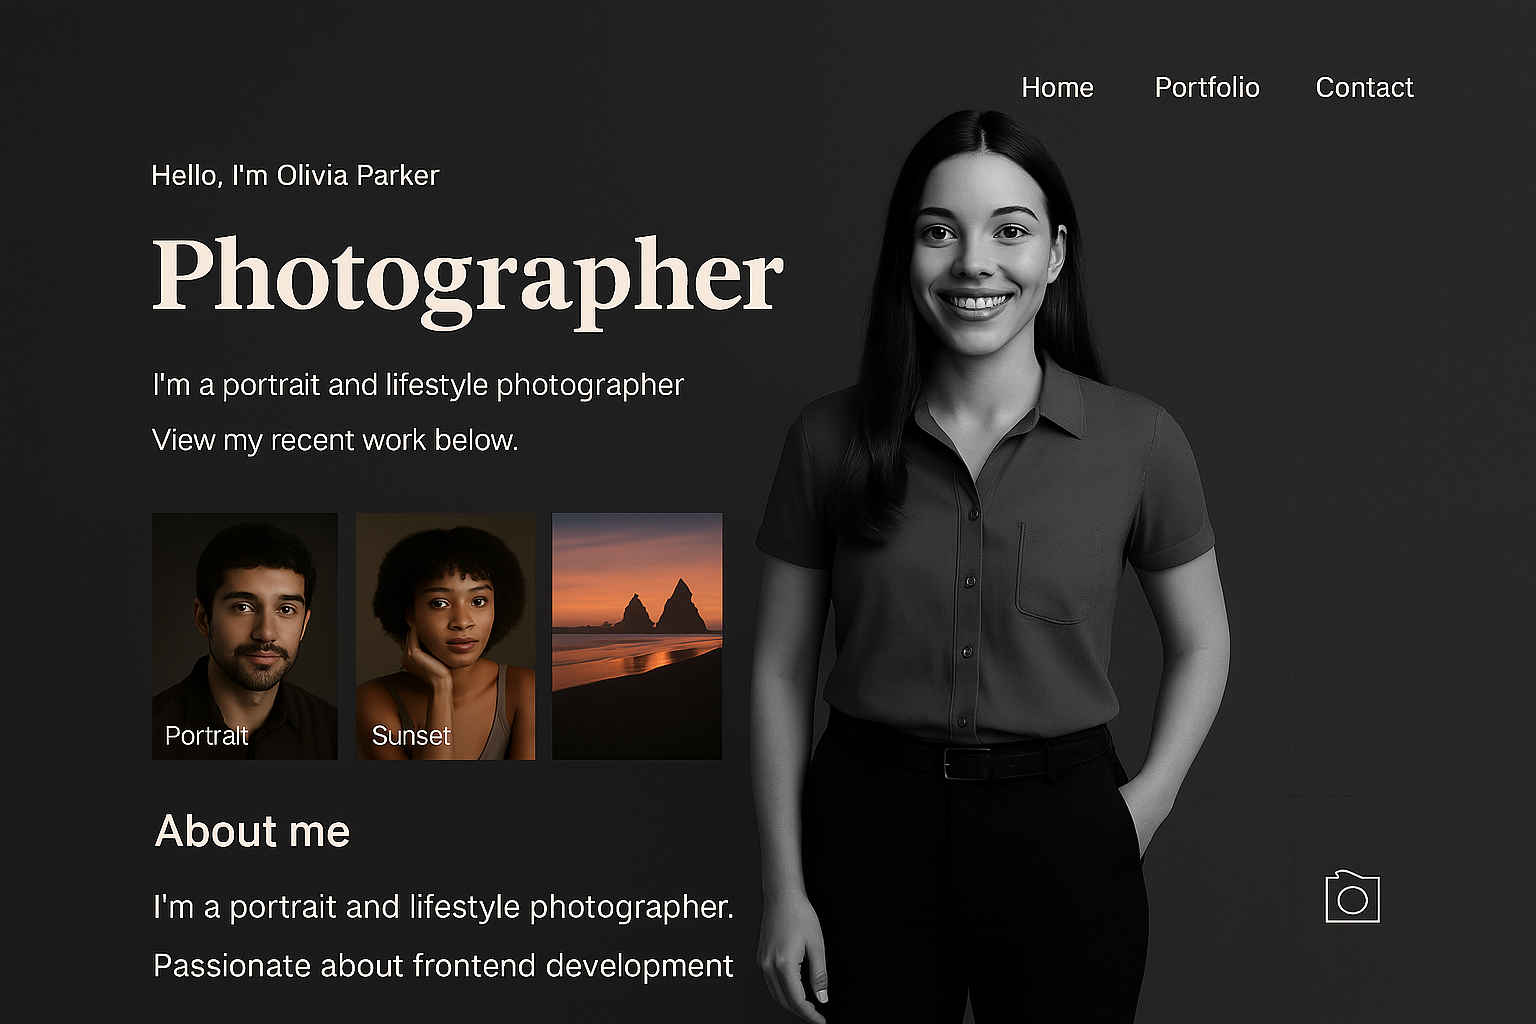 Home Portfolio Contact
Hello, I'm Olivia Parker
Photographer
I'm a portrait and lifestyle photographer
View my recent work below.
Portralt
Sunset
About me
I'm a portrait and lifestyle photographer.
Passionate about frontend development